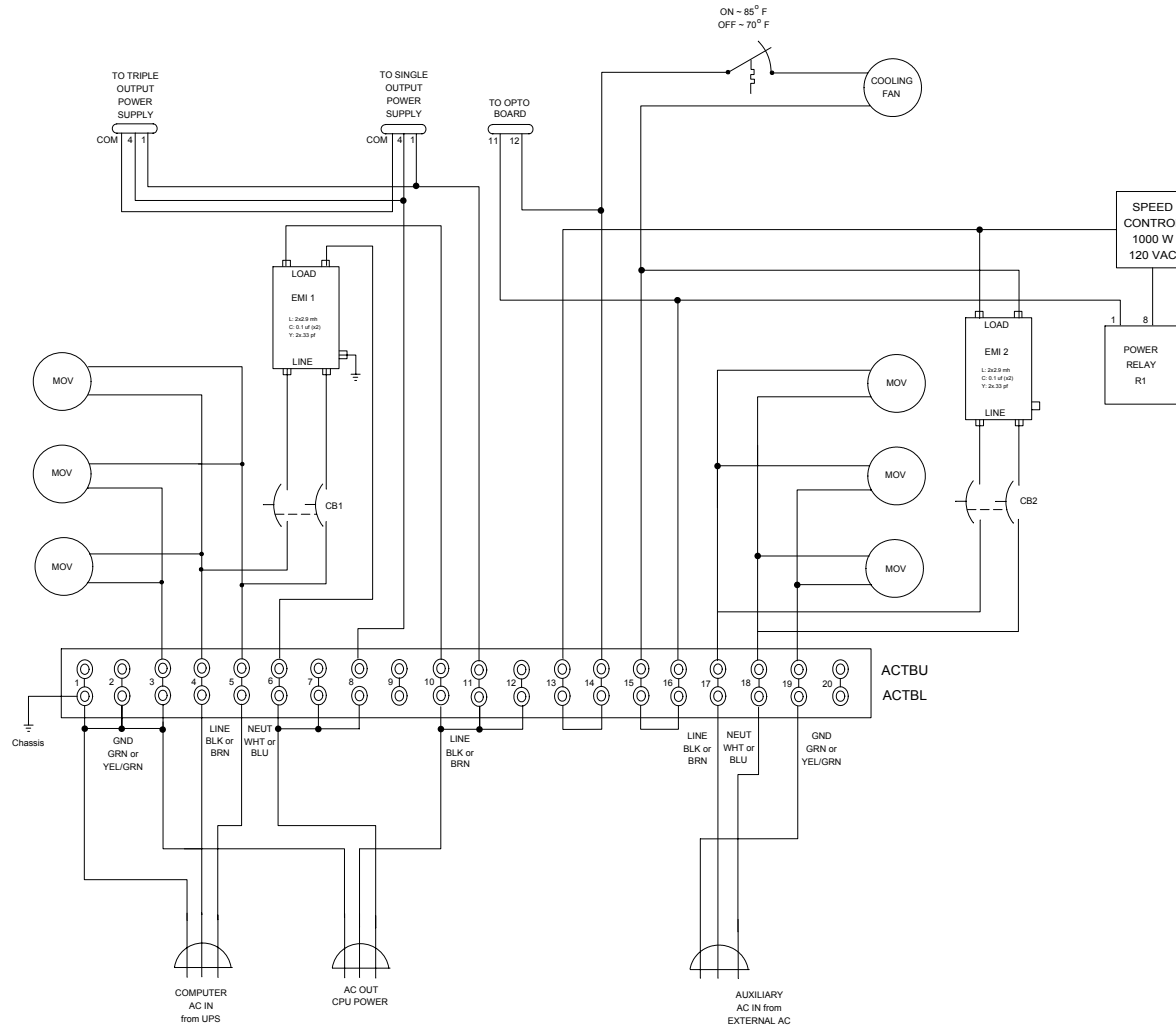 ON ~ 85° F
OFF ~ 70° F
TO TRIPLE
OUTPUT
POWER
SUPPLY
COM 4 1
TO SINGLE
OUTPUT
POWER
SUPPLY
COM 4 1
TO OPTO
BOARD
11 12
COOLING
FAN
SPEED
CONTROL
1000 W
120 VAC
1 8
POWER
RELAY
R1
LOAD
EMI 1
L: 2x2.9 mh
C: 0.1 uf (x2)
Y: 2x.33 pf
LINE
LOAD
EMI 2
L: 2x2.9 mh
C: 0.1 uf (x2)
Y: 2x.33 pf
LINE
MOV
MOV
MOV
CB1
MOV
MOV
MOV
CB2
1 2 3 4 5 6 7 8 9 10 11 12 13 14 15 16 17 18 19 20
ACTBU
ACTBL
Chassis
GND
GRN or
YEL/GRN
LINE
BLK or
BRN
NEUT
WHT or
BLU
LINE
BLK or
BRN
LINE
BLK or
BRN
NEUT
WHT or
BLU
GND
GRN or
YEL/GRN
COMPUTER
AC IN
from UPS
AC OUT
CPU POWER
AUXILIARY
AC IN from
EXTERNAL AC